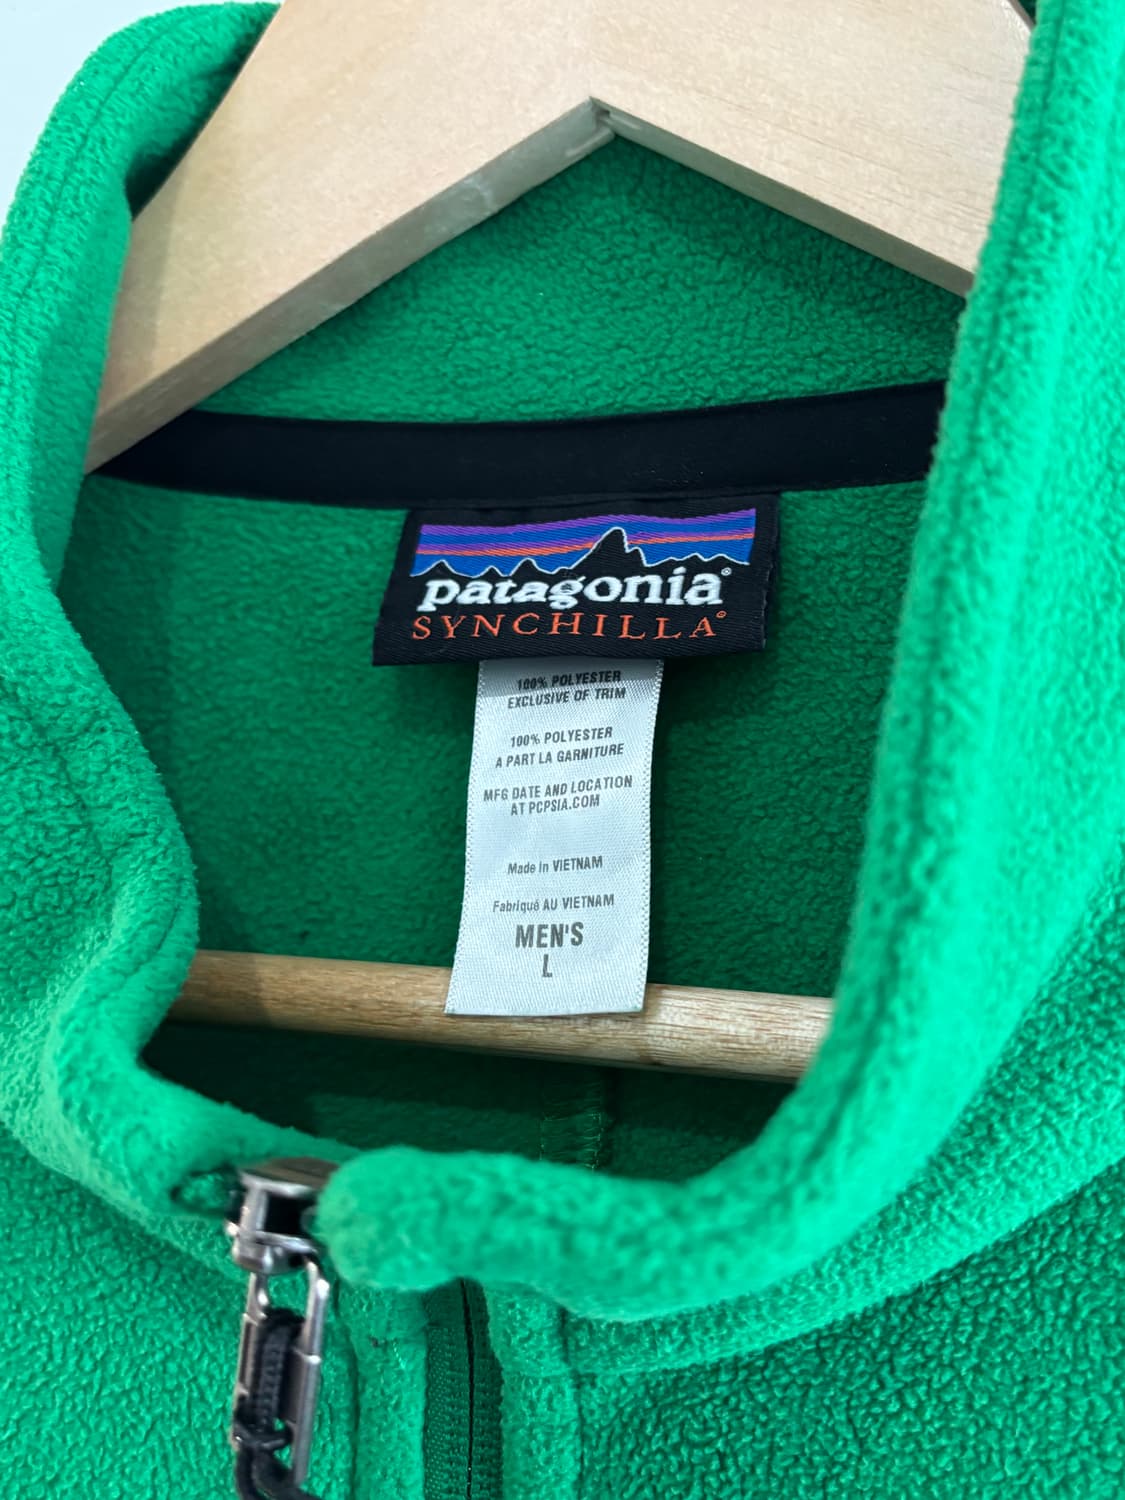 patagonia®
SYNCHILLA®
100% POLYESTER
EXCLUSIVE OF TRIM
100% POLYESTER
A PART LA GARNITURE
MFG DATE AND LOCATION
AT PCPSIA.COM
Made in VIETNAM
Fabriqué AU VIETNAM
MEN'S
L